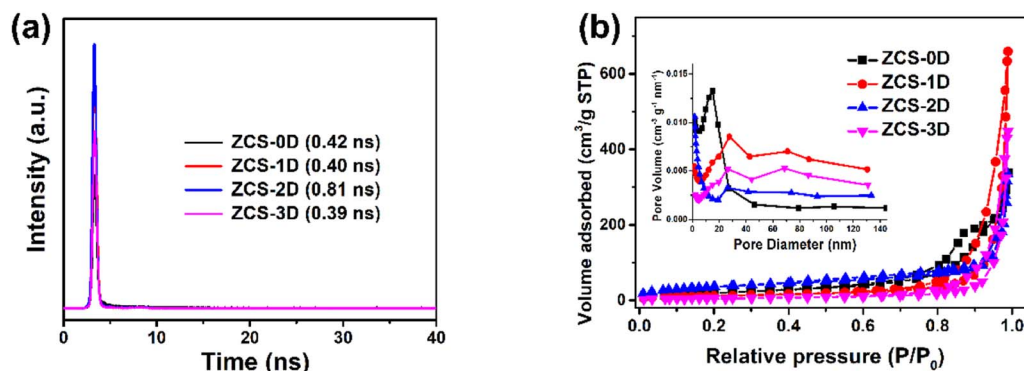 (a)
Intensity (a.u.)
ZCS-0D (0.42 ns)
ZCS-1D (0.40 ns)
ZCS-2D (0.81 ns)
ZCS-3D (0.39 ns)
0 10 20 30 40
Time (ns)
(b)
Volume adsorbed (cm³/g STP)
600
400
200
0
ZCS-0D
ZCS-1D
ZCS-2D
ZCS-3D
Pore Volume (cm³ g⁻¹ nm⁻¹)
0.015
0.010
0.005
0.000
0 20 40 60 80 100 120 140
Pore Diameter (nm)
0.0 0.2 0.4 0.6 0.8 1.0
Relative pressure (P/P₀)